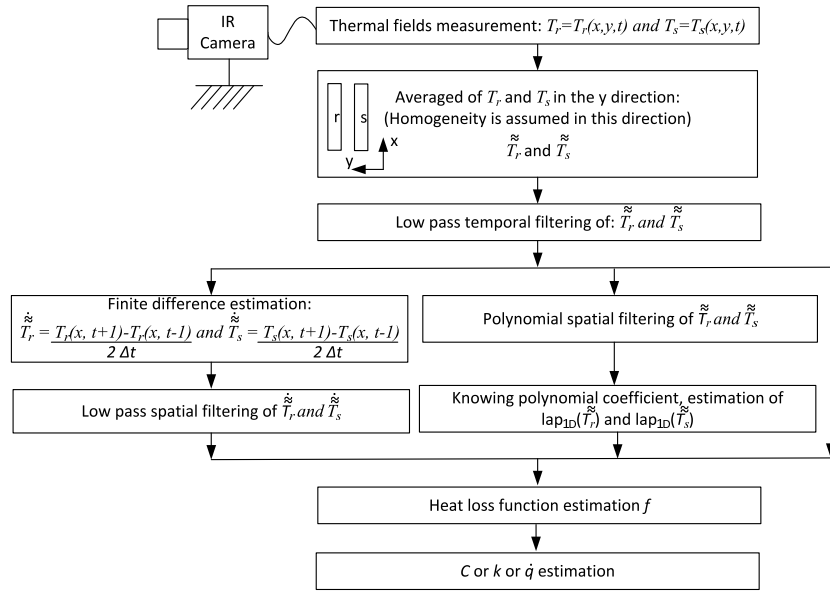 IR
Camera
Thermal fields measurement: Tr=Tr(x,y,t) and Ts=Ts(x,y,t)
Averaged of Tr and Ts in the y direction:
(Homogeneity is assumed in this direction)
T̃̃r and T̃̃s
r
s
x
y
Low pass temporal filtering of: T̃̃r and T̃̃s
Finite difference estimation:
Ṫ̃̃r = Tr(x, t+1)-Tr(x, t-1) and Ṫ̃̃s = Ts(x, t+1)-Ts(x, t-1)
2 Δt 2 Δt
Low pass spatial filtering of Ṫ̃̃r and Ṫ̃̃s
Polynomial spatial filtering of T̃̃r and T̃̃s
Knowing polynomial coefficient, estimation of
lap1D(T̃̃r) and lap1D(T̃̃s)
Heat loss function estimation f
C or k or q̇ estimation